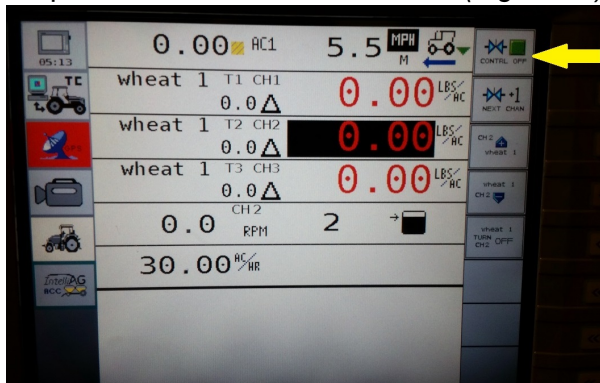 05:13
0.00 AC1 5.5 MPH
M
CONTRL OFF
TC
wheat 1 T1 CH1 0.00 LBS/AC
0.0
+1
NEXT CHAN
wheat 1 T2 CH2 0.00 LBS/AC
0.0
CH2
wheat 1
wheat 1 T3 CH3 0.00 LBS/AC
0.0
wheat 1
CH2
CH2
0.0 RPM 2
wheat 1
TURN
CH2 OFF
30.00 AC/HR
IntelliAG
ACC